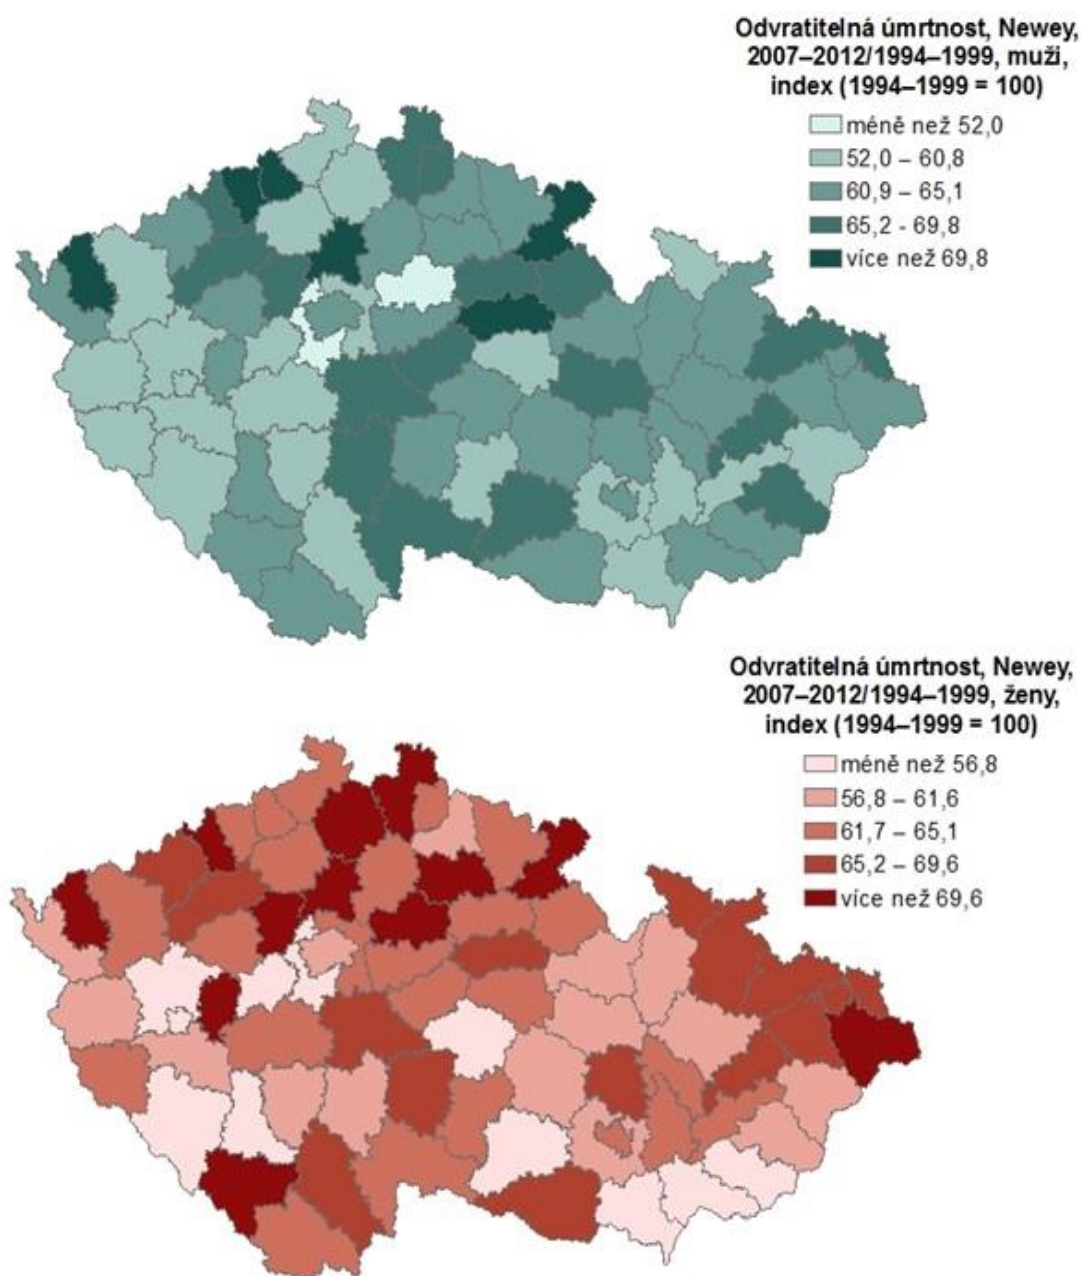 Odvratitelná úmrtnost, Newey,
2007–2012/1994–1999, muži,
index (1994–1999 = 100)
méně než 52,0
52,0 – 60,8
60,9 – 65,1
65,2 - 69,8
více než 69,8
Odvratitelná úmrtnost, Newey,
2007–2012/1994–1999, ženy,
index (1994–1999 = 100)
méně než 56,8
56,8 – 61,6
61,7 – 65,1
65,2 – 69,6
více než 69,6